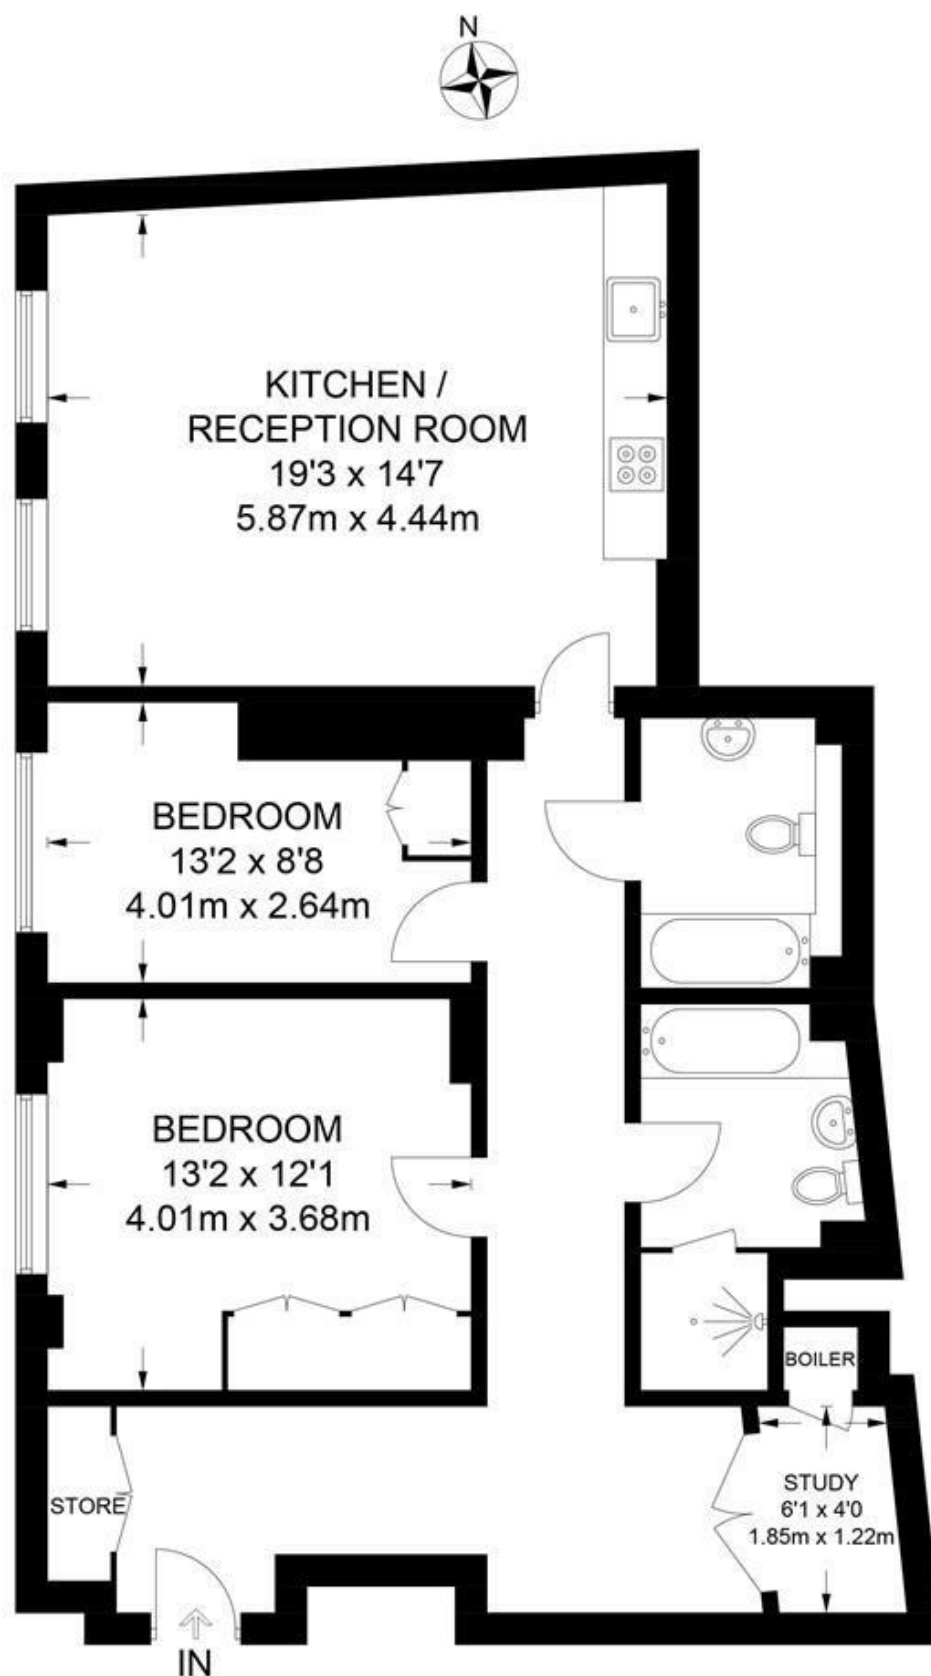 N
KITCHEN /
RECEPTION ROOM
19'3 x 14'7
5.87m x 4.44m
BEDROOM
13'2 x 8'8
4.01m x 2.64m
BEDROOM
13'2 x 12'1
4.01m x 3.68m
BOILER
STORE
STUDY
6'1 x 4'0
1.85m x 1.22m
IN